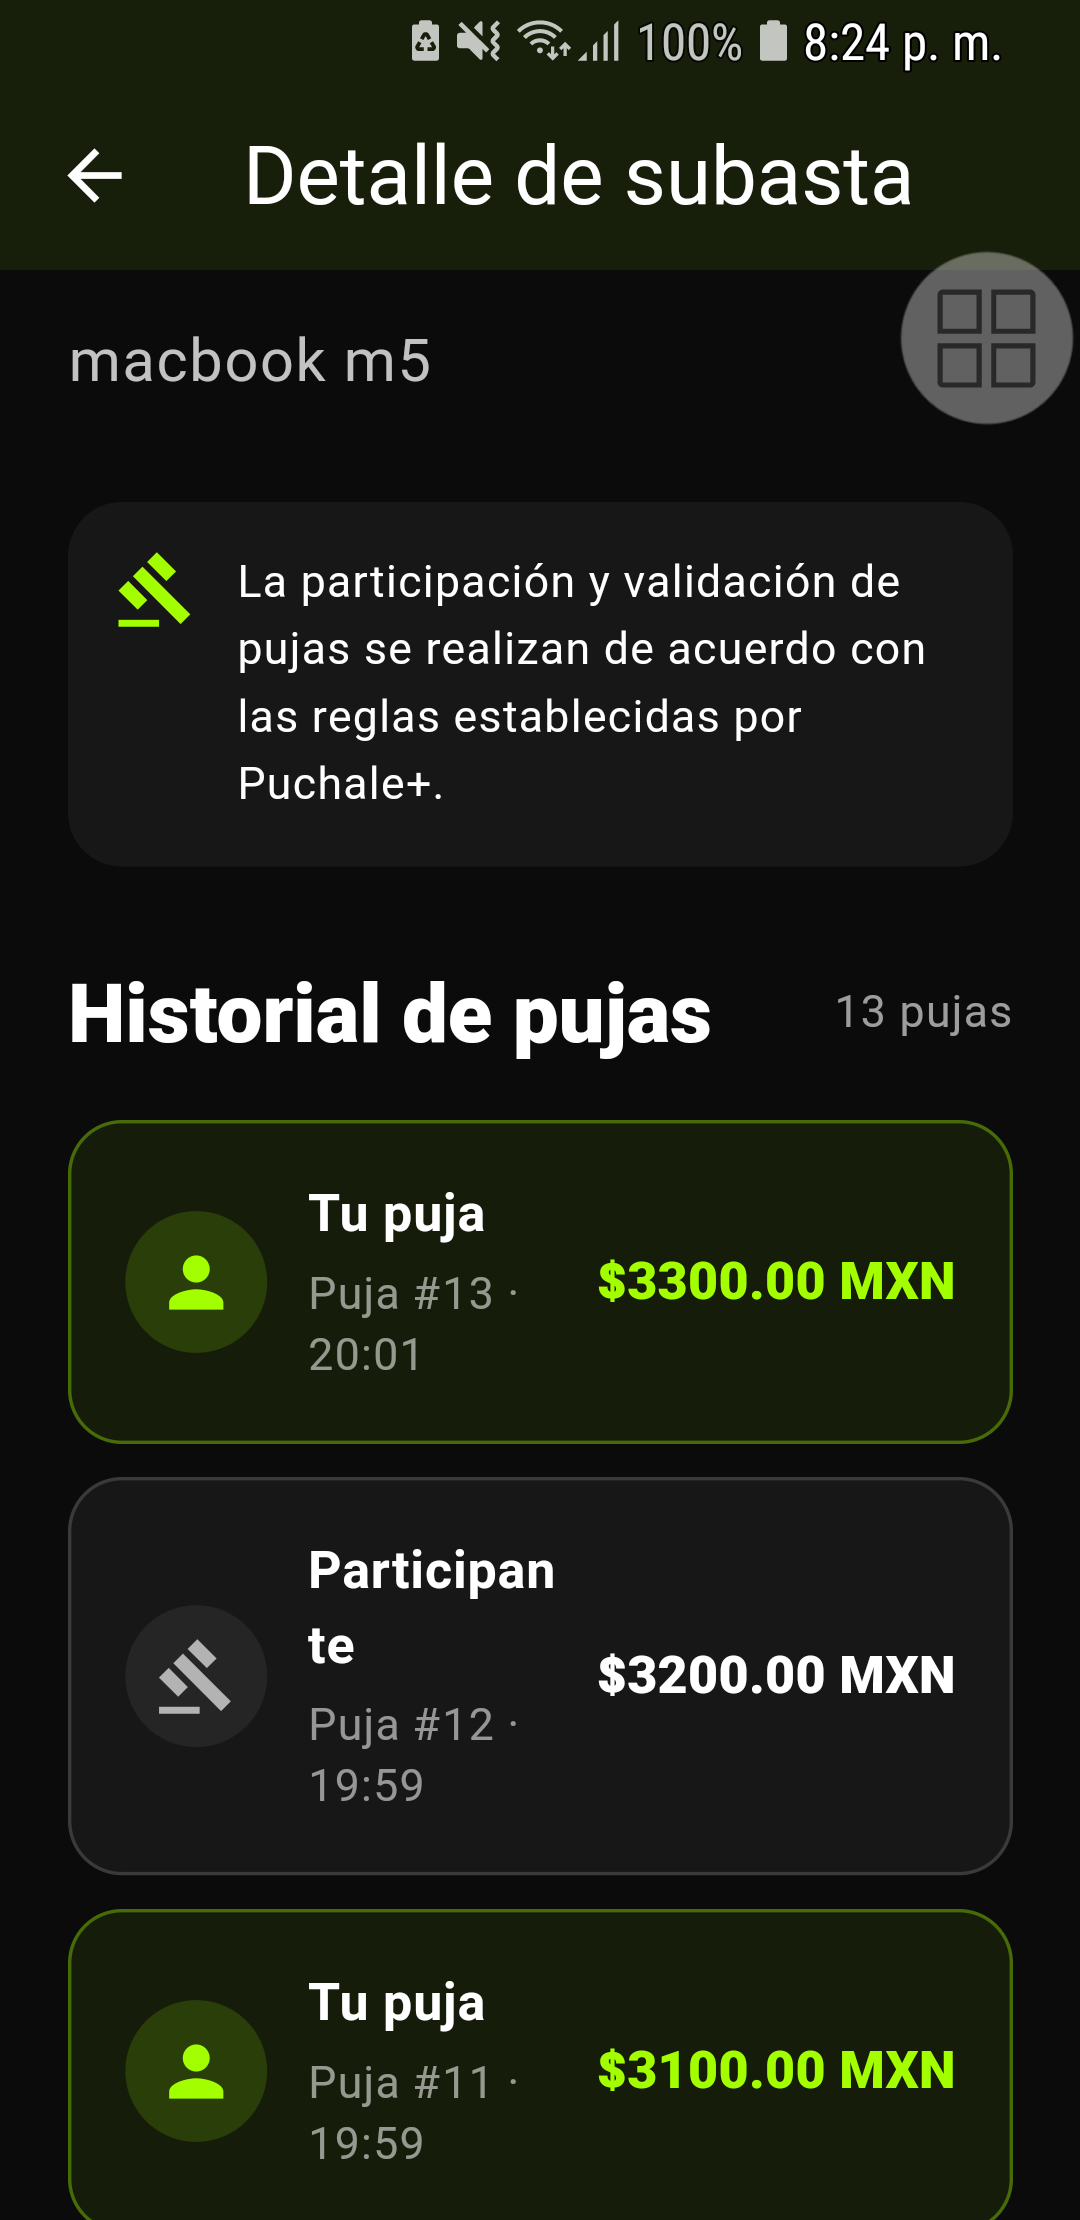 100% 8:24 p. m.
Detalle de subasta
macbook m5
La participación y validación de
pujas se realizan de acuerdo con
las reglas establecidas por
Puchale+.
Historial de pujas
13 pujas
Tu puja
Puja #13 ·
20:01
$3300.00 MXN
Participan
te
Puja #12 ·
19:59
$3200.00 MXN
Tu puja
Puja #11 ·
19:59
$3100.00 MXN